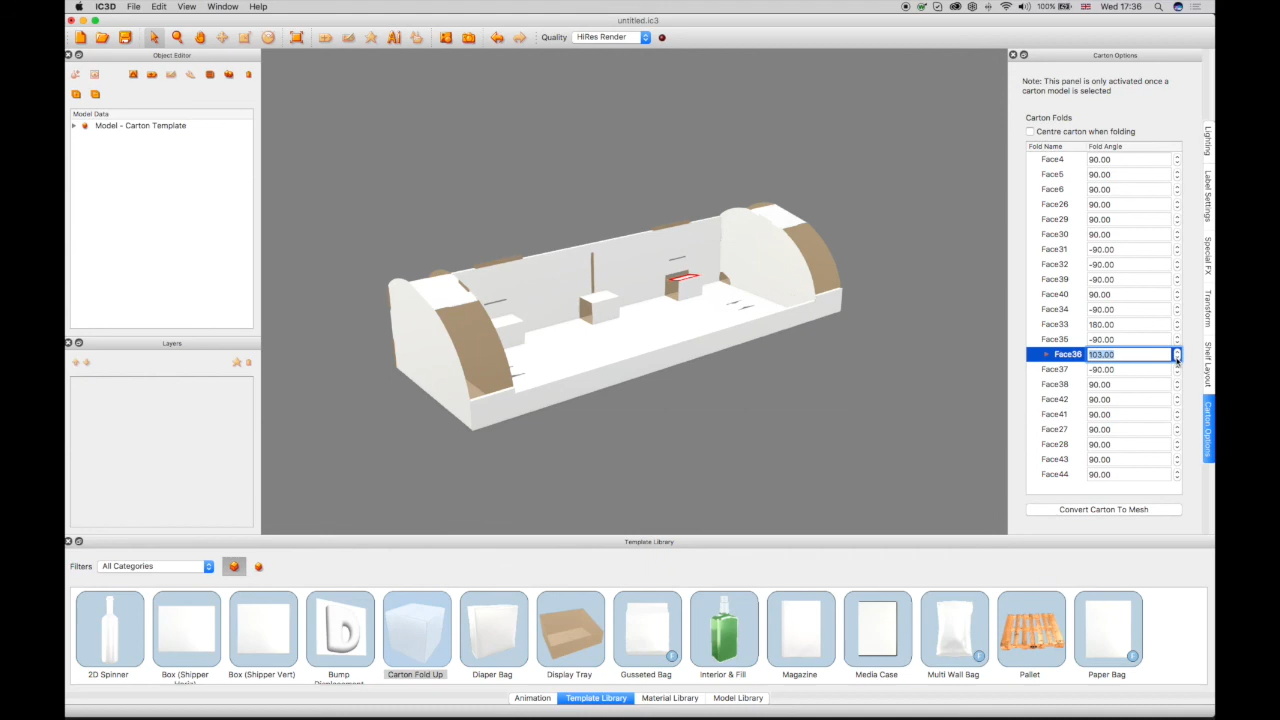 IC3D File Edit View Window Help
100% Wed 17:36
untitled.ic3
Quality HiRes Render
Object Editor
Model Data
Model - Carton Template
Layers
Carton Options
Note: This panel is only activated once a
carton model is selected
Carton Folds
Centre carton when folding
Fold Name Fold Angle
Face4 90.00
Face5 90.00
Face6 90.00
Face26 90.00
Face29 90.00
Face30 90.00
Face31 -90.00
Face32 -90.00
Face39 -90.00
Face40 90.00
Face34 -90.00
Face33 180.00
Face35 -90.00
Face36 103.00
Face37 -90.00
Face38 90.00
Face42 90.00
Face41 90.00
Face27 90.00
Face28 90.00
Face43 90.00
Face44 90.00
Convert Carton To Mesh
Lighting
Label Settings
Special FX
Transform
Shelf Layout
Carton Options
Template Library
Filters All Categories
2D Spinner
Box (Shipper
Box (Shipper Vert)
Bump
Carton Fold Up
Diaper Bag
Display Tray
Gusseted Bag
Interior & Fill
Magazine
Media Case
Multi Wall Bag
Pallet
Paper Bag
Animation Template Library Material Library Model Library